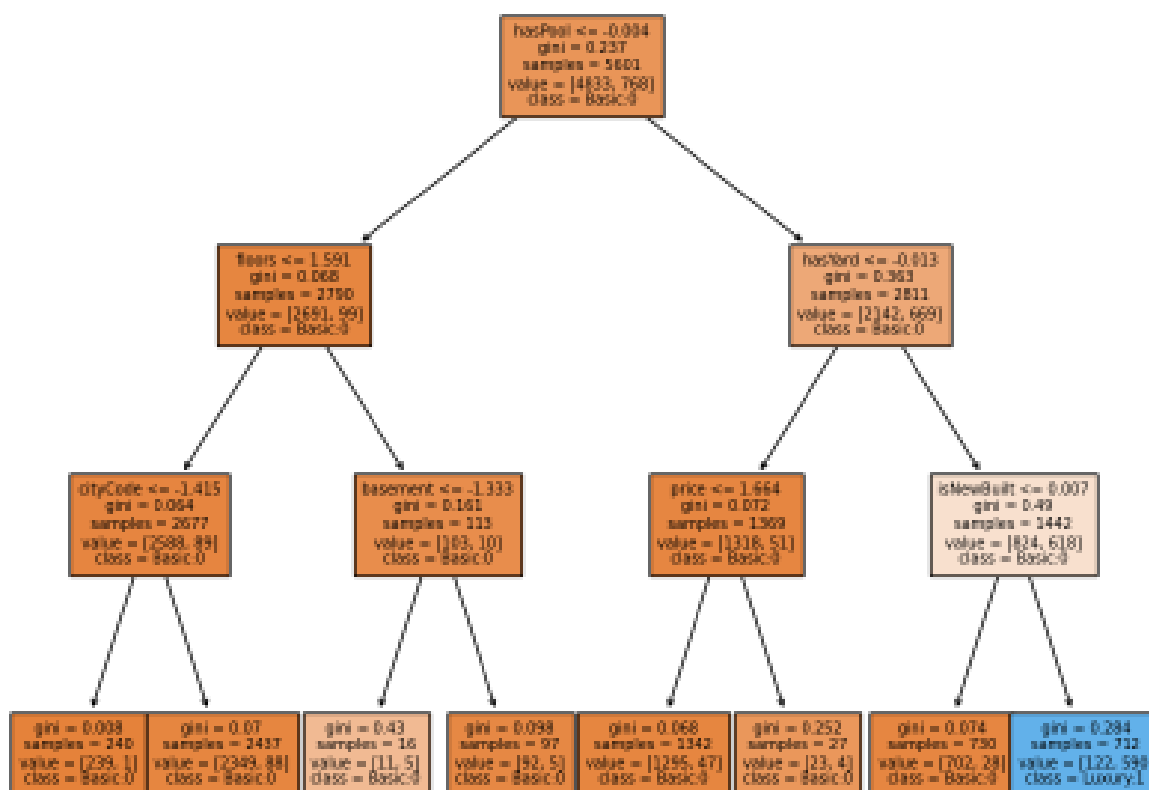 hasPool <= -0.004
gini = 0.237
samples = 5601
value = [4833, 768]
class = Basic:0
floors <= 1.591
gini = 0.068
samples = 2790
value = [2691, 99]
class = Basic:0
hasYard <= -0.013
gini = 0.363
samples = 2811
value = [2142, 669]
class = Basic:0
cityCode <= -1.415
gini = 0.064
samples = 2677
value = [2588, 89]
class = Basic:0
basement <= -1.333
gini = 0.161
samples = 113
value = [103, 10]
class = Basic:0
price <= 1.664
gini = 0.072
samples = 1369
value = [1318, 51]
class = Basic:0
isNewBuilt <= 0.007
gini = 0.49
samples = 1442
value = [824, 618]
class = Basic:0
gini = 0.008
samples = 240
value = [239, 1]
class = Basic:0
gini = 0.07
samples = 2437
value = [2349, 88]
class = Basic:0
gini = 0.43
samples = 16
value = [11, 5]
class = Basic:0
gini = 0.098
samples = 97
value = [92, 5]
class = Basic:0
gini = 0.068
samples = 1342
value = [1295, 47]
class = Basic:0
gini = 0.252
samples = 27
value = [23, 4]
class = Basic:0
gini = 0.074
samples = 730
value = [702, 28]
class = Basic:0
gini = 0.284
samples = 712
value = [122, 590]
class = Luxury:1